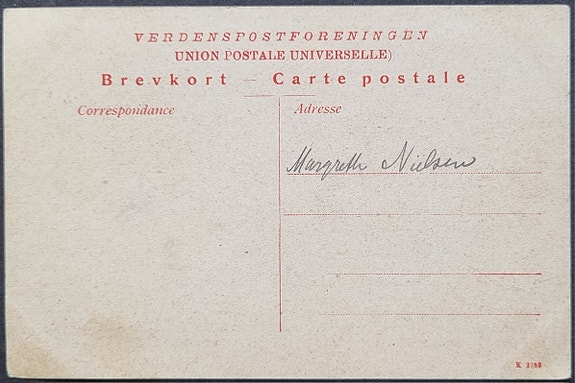 VERDENSPOSTFORENINGEN
UNION POSTALE UNIVERSELLE)
Brevkort — Carte postale
Correspondance
Adresse
Margreth Nielsen
K 2189